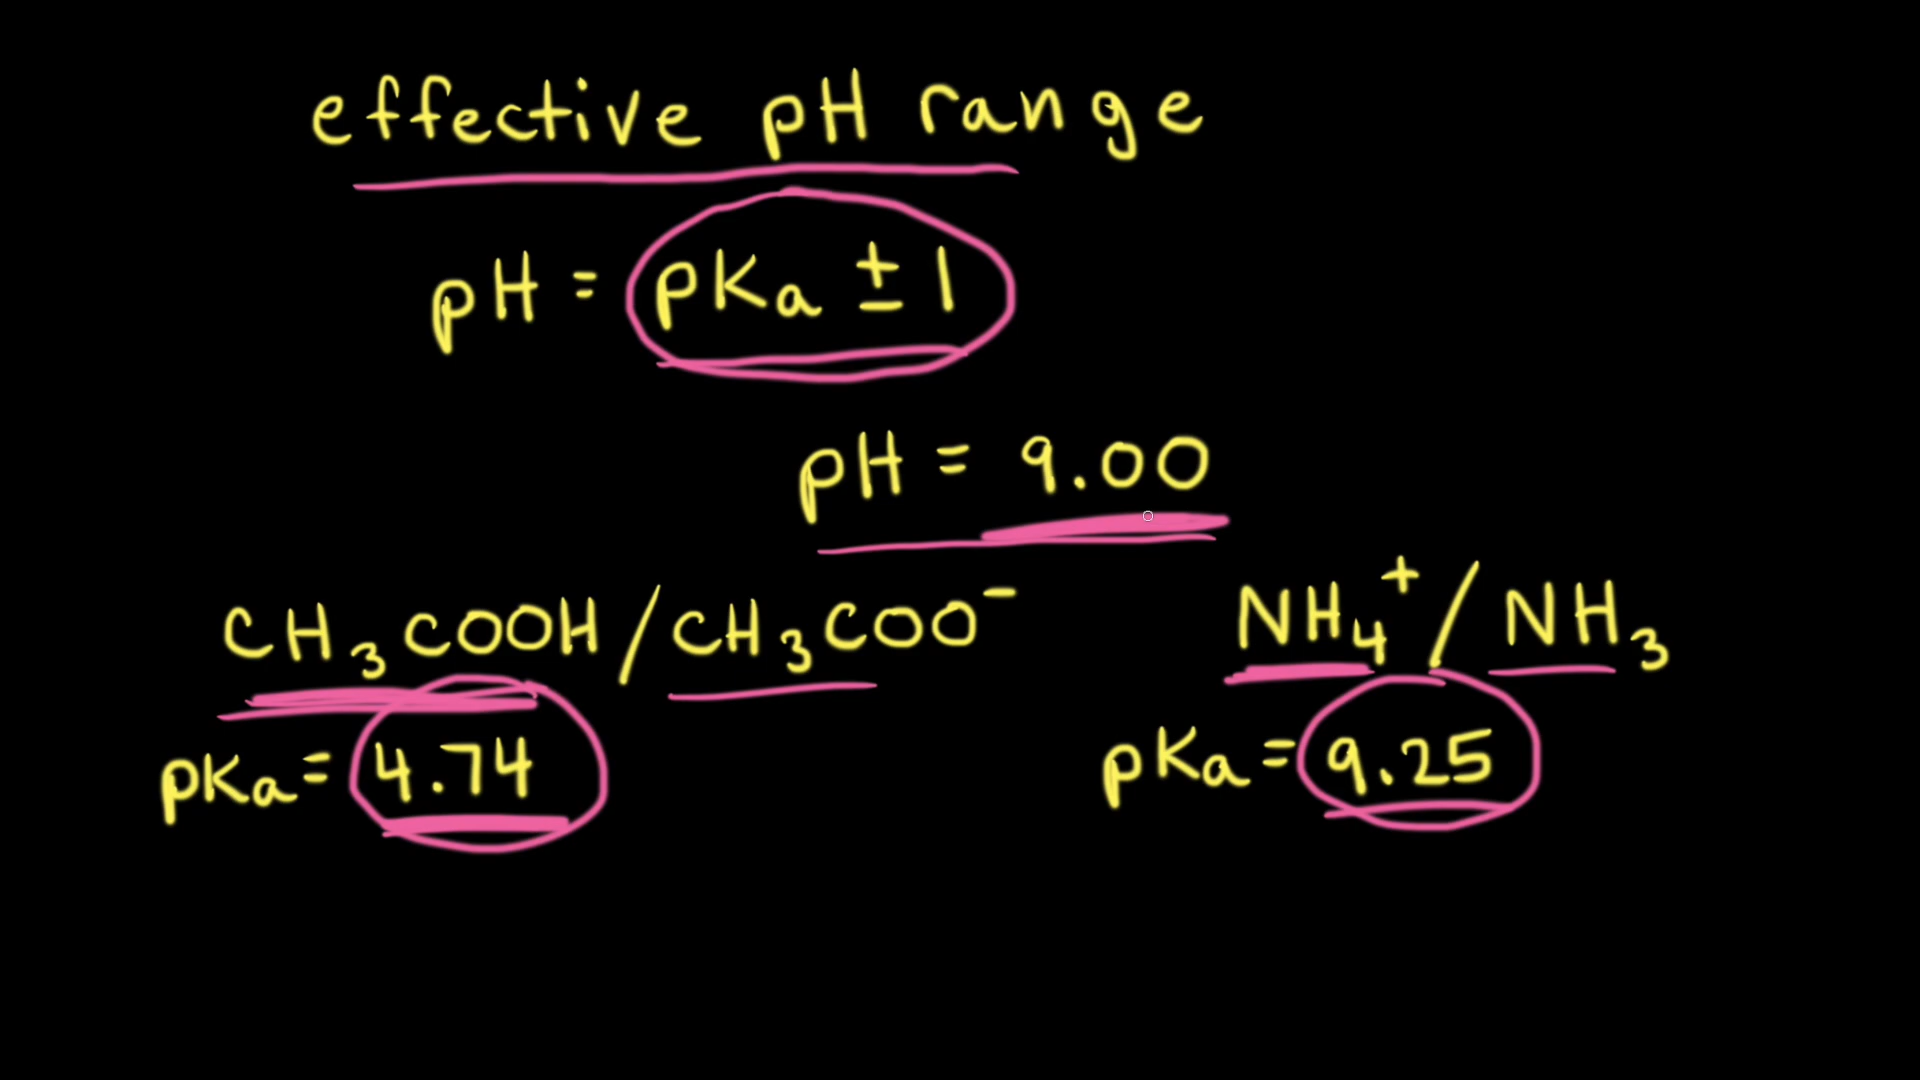 effective pH range
pH = pKa ± 1
pH = 9.00
CH₃COOH/CH₃COO⁻
NH₄⁺/NH₃
pKa = 4.74
pKa = 9.25